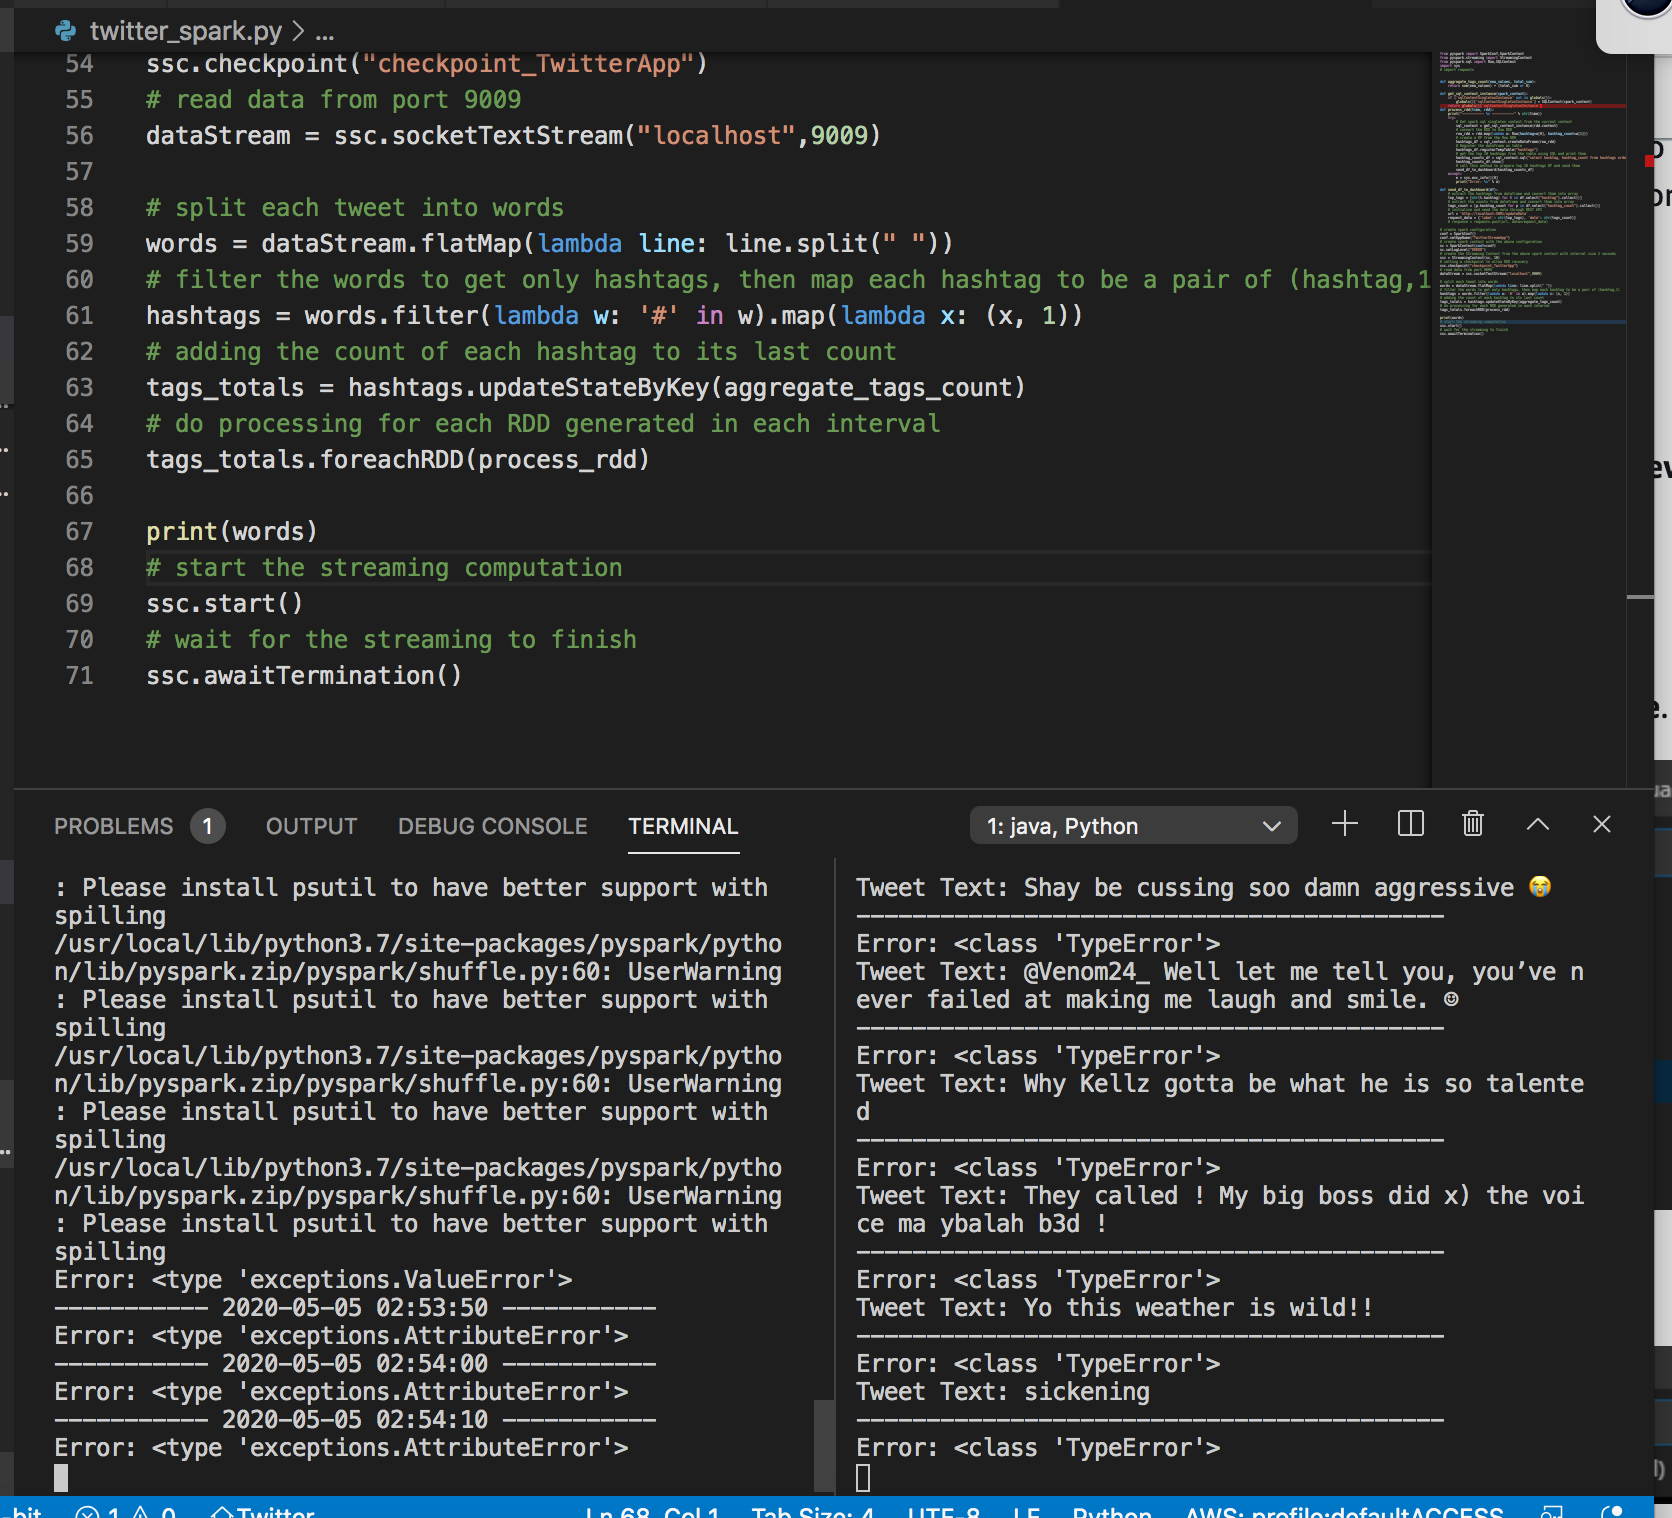 twitter_spark.py > ...
54 ssc.checkpoint("checkpoint_TwitterApp")
55 # read data from port 9009
56 dataStream = ssc.socketTextStream("localhost",9009)
57
58 # split each tweet into words
59 words = dataStream.flatMap(lambda line: line.split(" "))
60 # filter the words to get only hashtags, then map each hashtag to be a pair of (hashtag,1
61 hashtags = words.filter(lambda w: '#' in w).map(lambda x: (x, 1))
62 # adding the count of each hashtag to its last count
63 tags_totals = hashtags.updateStateByKey(aggregate_tags_count)
64 # do processing for each RDD generated in each interval
65 tags_totals.foreachRDD(process_rdd)
66
67 print(words)
68 # start the streaming computation
69 ssc.start()
70 # wait for the streaming to finish
71 ssc.awaitTermination()
PROBLEMS 1 OUTPUT DEBUG CONSOLE TERMINAL 1: java, Python
: Please install psutil to have better support with
spilling
/usr/local/lib/python3.7/site-packages/pyspark/pytho
n/lib/pyspark.zip/pyspark/shuffle.py:60: UserWarning
: Please install psutil to have better support with
spilling
/usr/local/lib/python3.7/site-packages/pyspark/pytho
n/lib/pyspark.zip/pyspark/shuffle.py:60: UserWarning
: Please install psutil to have better support with
spilling
/usr/local/lib/python3.7/site-packages/pyspark/pytho
n/lib/pyspark.zip/pyspark/shuffle.py:60: UserWarning
: Please install psutil to have better support with
spilling
Error: <type 'exceptions.ValueError'>
----------- 2020-05-05 02:53:50 -----------
Error: <type 'exceptions.AttributeError'>
----------- 2020-05-05 02:54:00 -----------
Error: <type 'exceptions.AttributeError'>
----------- 2020-05-05 02:54:10 -----------
Error: <type 'exceptions.AttributeError'>
Tweet Text: Shay be cussing soo damn aggressive 😭
------------------------------------------
Error: <class 'TypeError'>
Tweet Text: @Venom24_ Well let me tell you, you’ve n
ever failed at making me laugh and smile. ☺
------------------------------------------
Error: <class 'TypeError'>
Tweet Text: Why Kellz gotta be what he is so talente
d
------------------------------------------
Error: <class 'TypeError'>
Tweet Text: They called ! My big boss did x) the voi
ce ma ybalah b3d !
------------------------------------------
Error: <class 'TypeError'>
Tweet Text: Yo this weather is wild!!
------------------------------------------
Error: <class 'TypeError'>
Tweet Text: sickening
------------------------------------------
Error: <class 'TypeError'>
-bit 1 0 Twitter Ln 68, Col 1 Tab Size: 4 UTF-8 LF Python AWS: profile:defaultACCESS